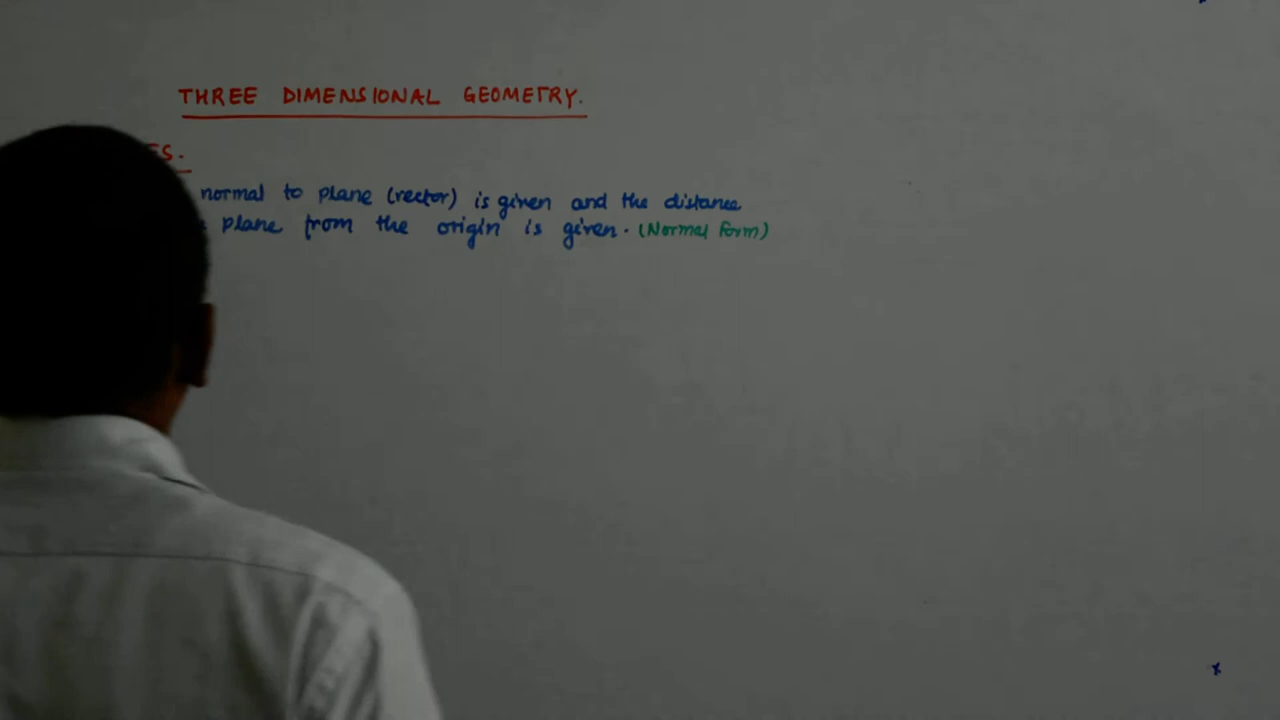 THREE DIMENSIONAL GEOMETRY.
ES.
normal to plane (vector) is given and the distance
plane from the origin is given. (Normal Form)